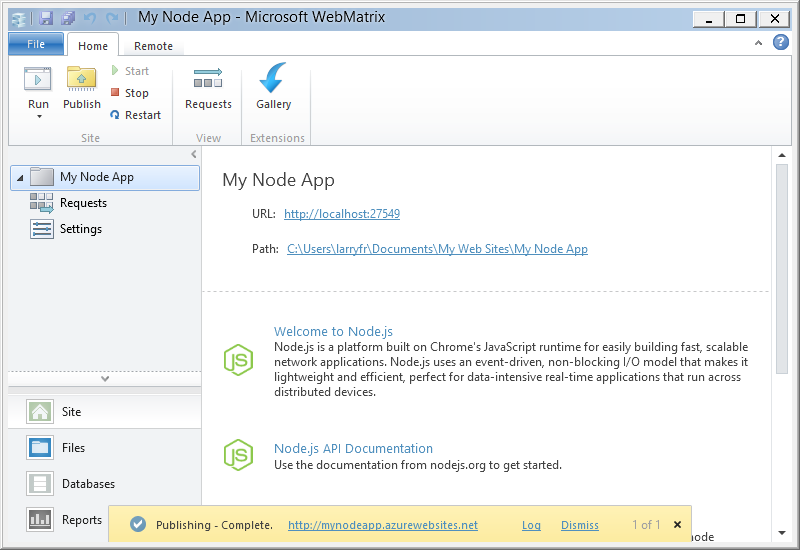 My Node App - Microsoft WebMatrix
File
Home
Remote
Run
Publish
Start
Stop
Restart
Site
Requests
View
Gallery
Extensions
My Node App
Requests
Settings
Site
Files
Databases
Reports
My Node App
URL: http://localhost:27549
Path: C:\Users\larryfr\Documents\My Web Sites\My Node App
JS
Welcome to Node.js
Node.js is a platform built on Chrome's JavaScript runtime for easily building fast, scalable
network applications. Node.js uses an event-driven, non-blocking I/O model that makes it
lightweight and efficient, perfect for data-intensive real-time applications that run across
distributed devices.
JS
Node.js API Documentation
Use the documentation from nodejs.org to get started.
Publishing - Complete. http://mynodeapp.azurewebsites.net Log Dismiss 1 of 1
node